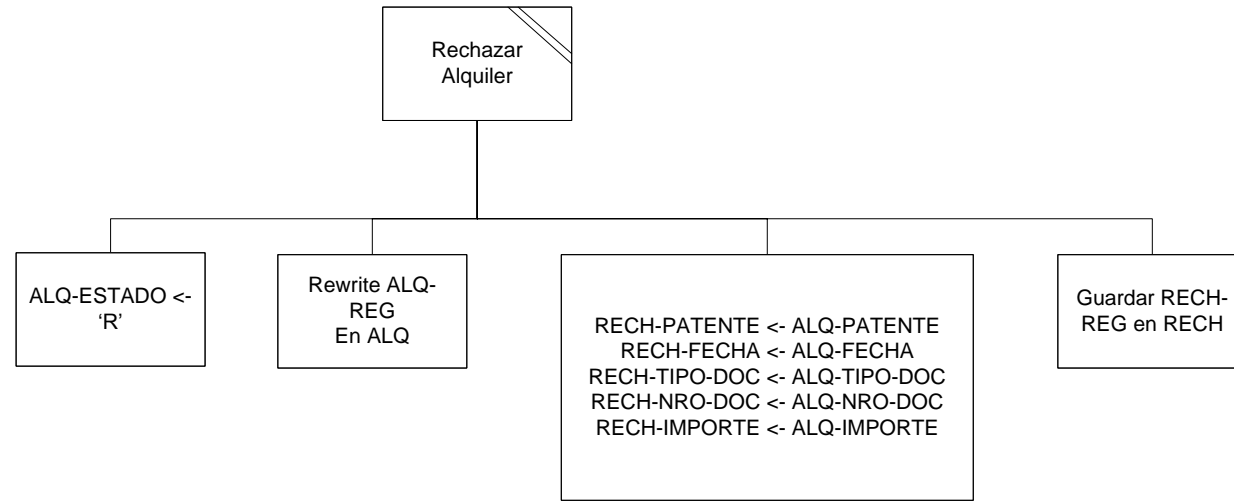 Rechazar
Alquiler
ALQ-ESTADO <-
‘R’
Rewrite ALQ-
REG
En ALQ
RECH-PATENTE <- ALQ-PATENTE
RECH-FECHA <- ALQ-FECHA
RECH-TIPO-DOC <- ALQ-TIPO-DOC
RECH-NRO-DOC <- ALQ-NRO-DOC
RECH-IMPORTE <- ALQ-IMPORTE
Guardar RECH-
REG en RECH